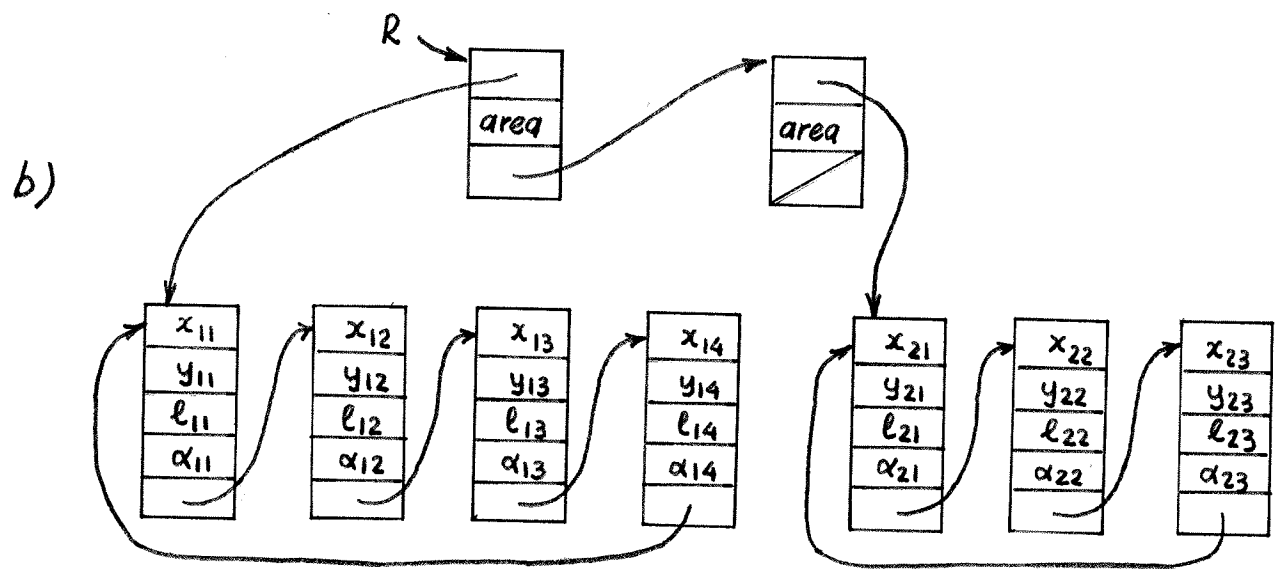 R
area
area
b)
x₁₁ x₁₂ x₁₃ x₁₄ x₂₁ x₂₂ x₂₃
y₁₁ y₁₂ y₁₃ y₁₄ y₂₁ y₂₂ y₂₃
l₁₁ l₁₂ l₁₃ l₁₄ l₂₁ l₂₂ l₂₃
α₁₁ α₁₂ α₁₃ α₁₄ α₂₁ α₂₂ α₂₃